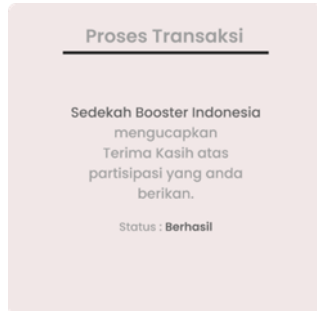 Proses Transaksi
Sedekah Booster Indonesia
mengucapkan
Terima Kasih atas
partisipasi yang anda
berikan.
Status : Berhasil